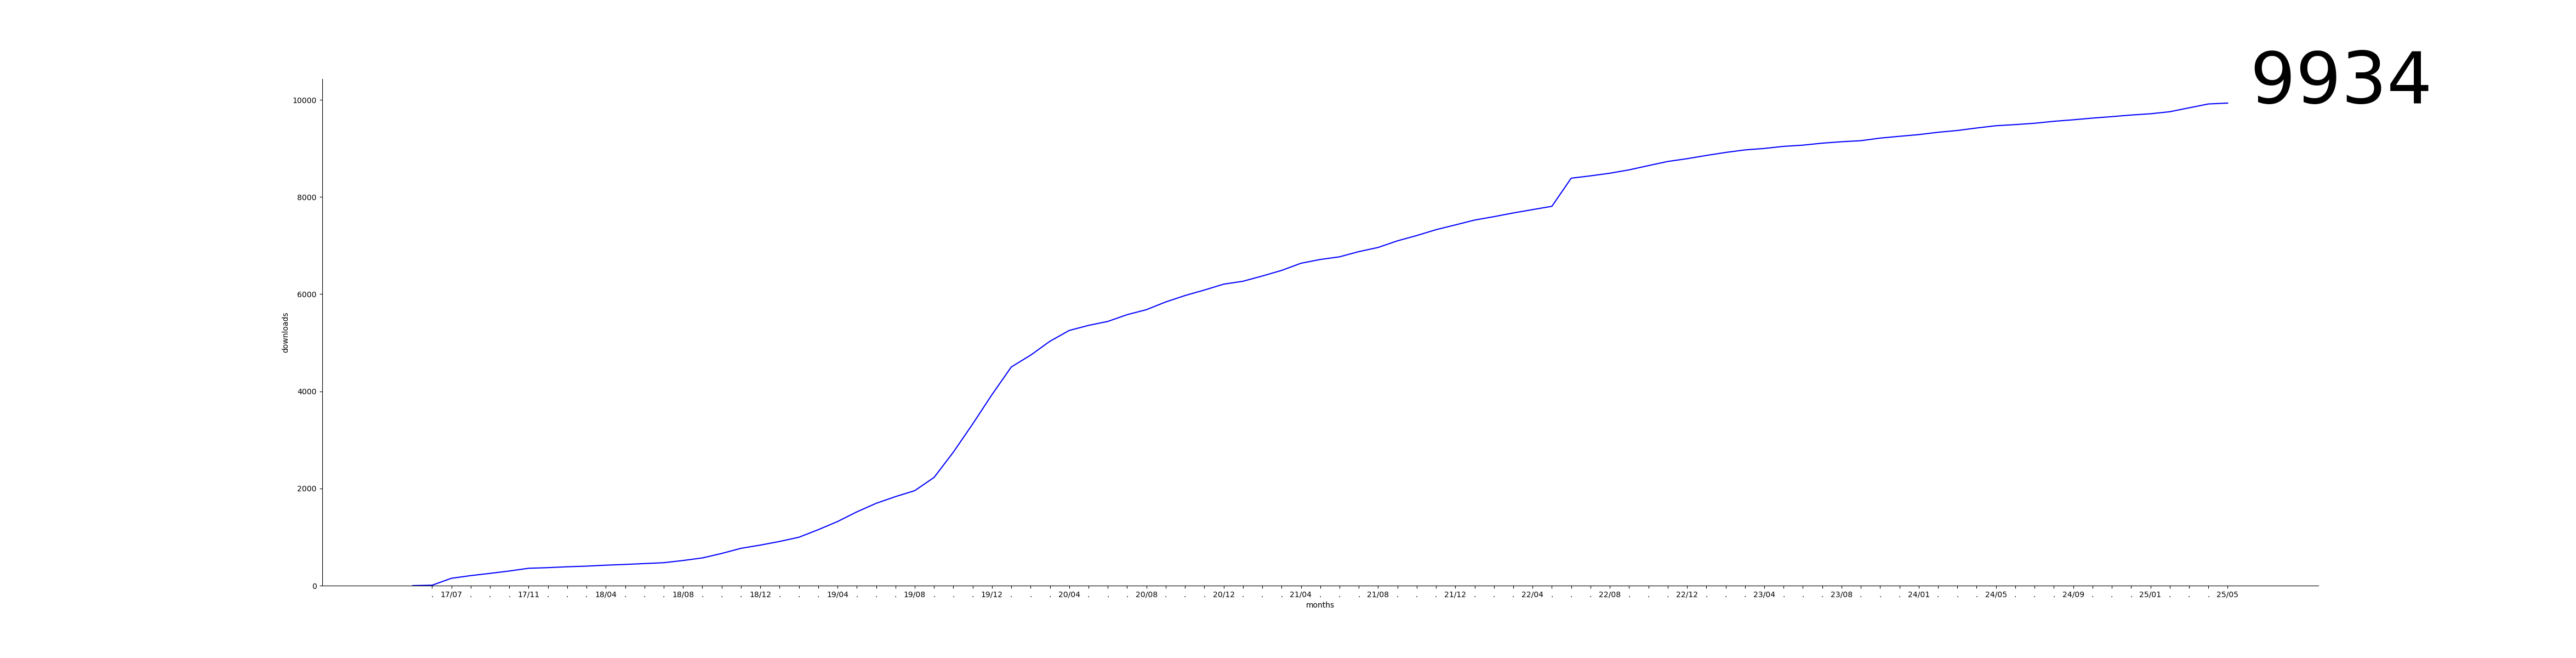 9934
10000
8000
6000
4000
2000
0
downloads
. 17/07 . . . 17/11 . . . 18/04 . . . 18/08 . . . 18/12 . . . 19/04 . . . 19/08 . . . 19/12 . . . 20/04 . . . 20/08 . . . 20/12 . . . 21/04 . . . 21/08 . . . 21/12 . . . 22/04 . . . 22/08 . . . 22/12 . . . 23/04 . . . 23/08 . . . 24/01 . . . 24/05 . . . 24/09 . . . 25/01 . . . 25/05
months